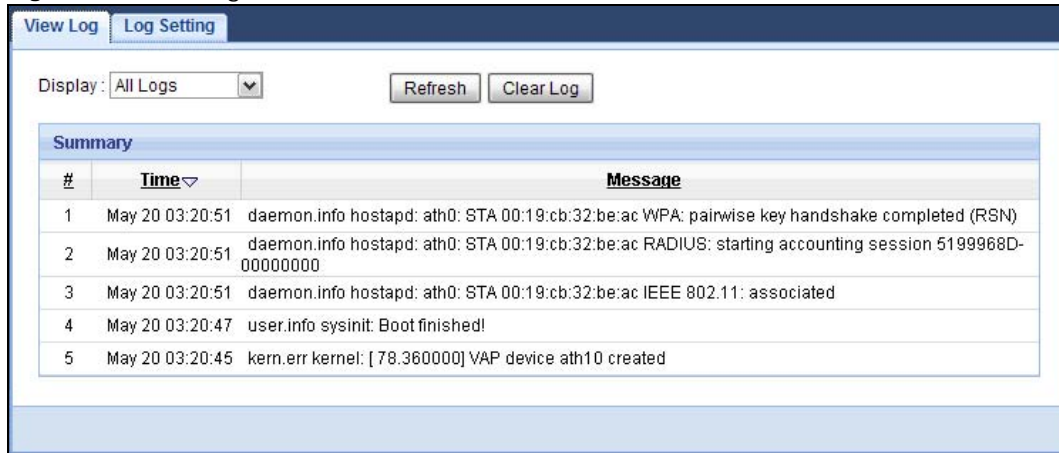 View Log
Log Setting
Display : All Logs
Refresh
Clear Log
Summary
# Time Message
1 May 20 03:20:51 daemon.info hostapd: ath0: STA 00:19:cb:32:be:ac WPA: pairwise key handshake completed (RSN)
2 May 20 03:20:51 daemon.info hostapd: ath0: STA 00:19:cb:32:be:ac RADIUS: starting accounting session 5199968D-
00000000
3 May 20 03:20:51 daemon.info hostapd: ath0: STA 00:19:cb:32:be:ac IEEE 802.11: associated
4 May 20 03:20:47 user.info sysinit: Boot finished!
5 May 20 03:20:45 kern.err kernel: [ 78.360000] VAP device ath10 created